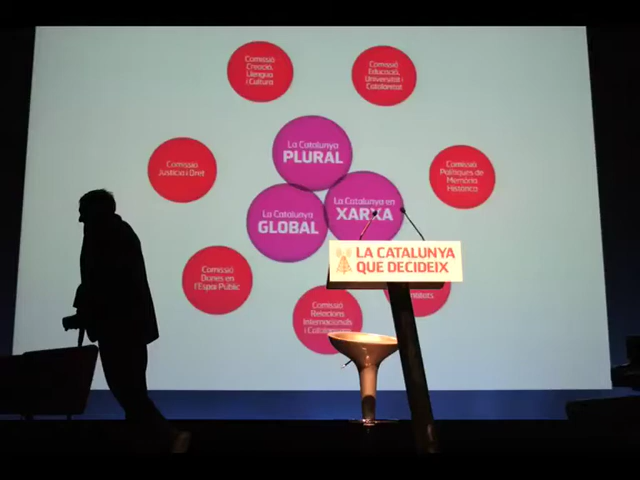 Comissió
Creació,
Llengua
i Cultura
Comissió
Educació,
Universitat i
Catalanitat
La Catalunya
PLURAL
Comissió
Justícia i Dret
Comissió
Polítiques de
Memòria
Històrica
La Catalunya en
XARXA
La Catalunya
GLOBAL
LA CATALUNYA
QUE DECIDEIX
Comissió
Dones en
l'Espai Públic
Comissió
Relacions
Internacionals